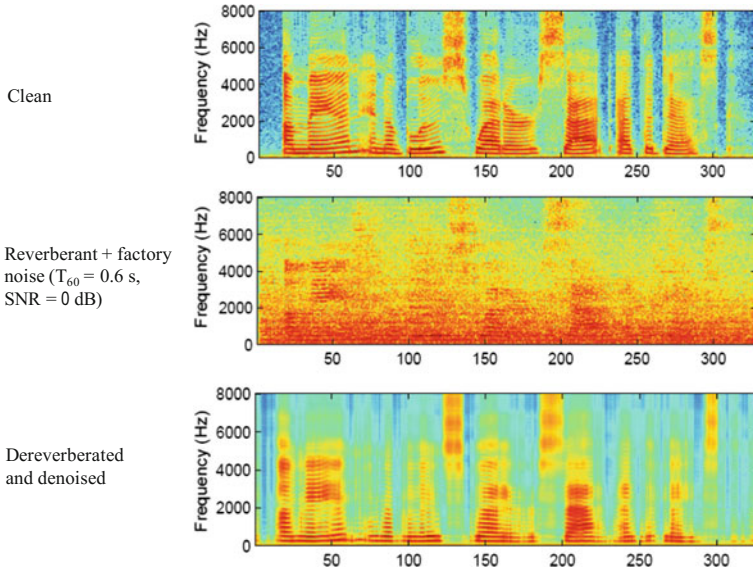 Clean
Frequency (Hz)
8000
6000
4000
2000
0
50 100 150 200 250 300
Reverberant + factory
noise (T60 = 0.6 s,
SNR = 0 dB)
Frequency (Hz)
8000
6000
4000
2000
0
50 100 150 200 250 300
Dereverberated
and denoised
Frequency (Hz)
8000
6000
4000
2000
0
50 100 150 200 250 300